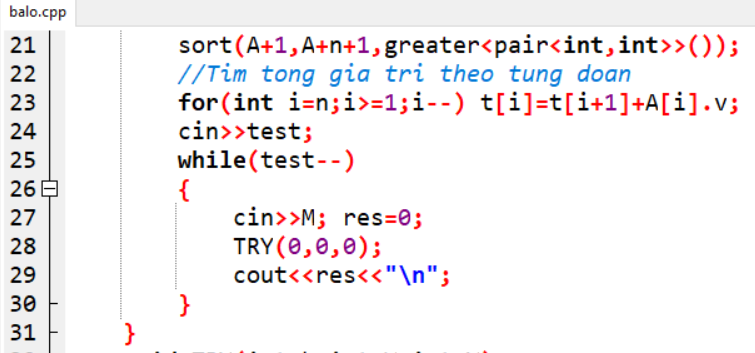 balo.cpp
21 sort(A+1,A+n+1,greater<pair<int,int>>());
22 //Tim tong gia tri theo tung doan
23 for(int i=n;i>=1;i--) t[i]=t[i+1]+A[i].v;
24 cin>>test;
25 while(test--)
26 {
27 cin>>M; res=0;
28 TRY(0,0,0);
29 cout<<res<<"\n";
30 }
31 }